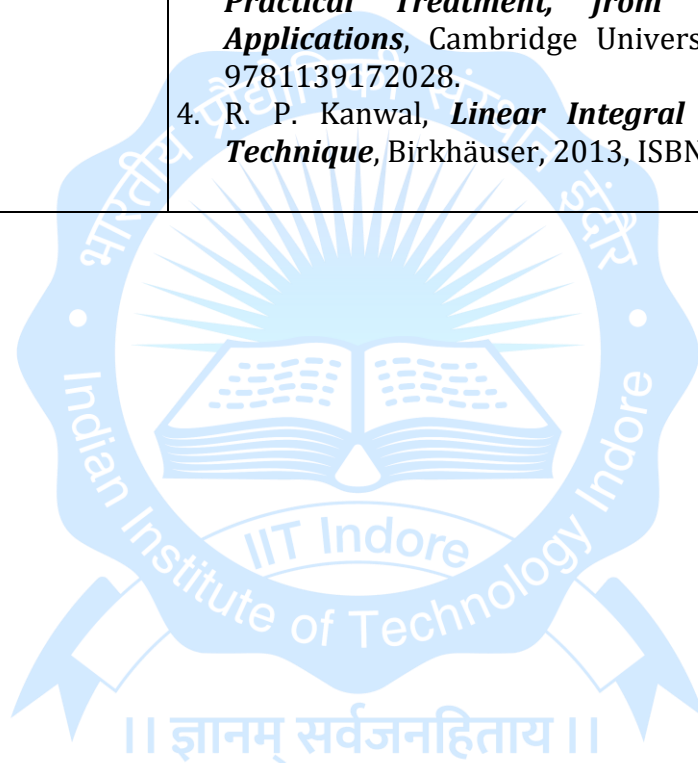 Practical Treatment, from
Applications, Cambridge Univers
9781139172028.
4. R. P. Kanwal, Linear Integral
Technique, Birkhäuser, 2013, ISBN
भारतीय प्रौद्योगिकी संस्थान इंदौर
Indian Institute of Technology Indore
IIT Indore
।। ज्ञानम् सर्वजनहिताय ।।